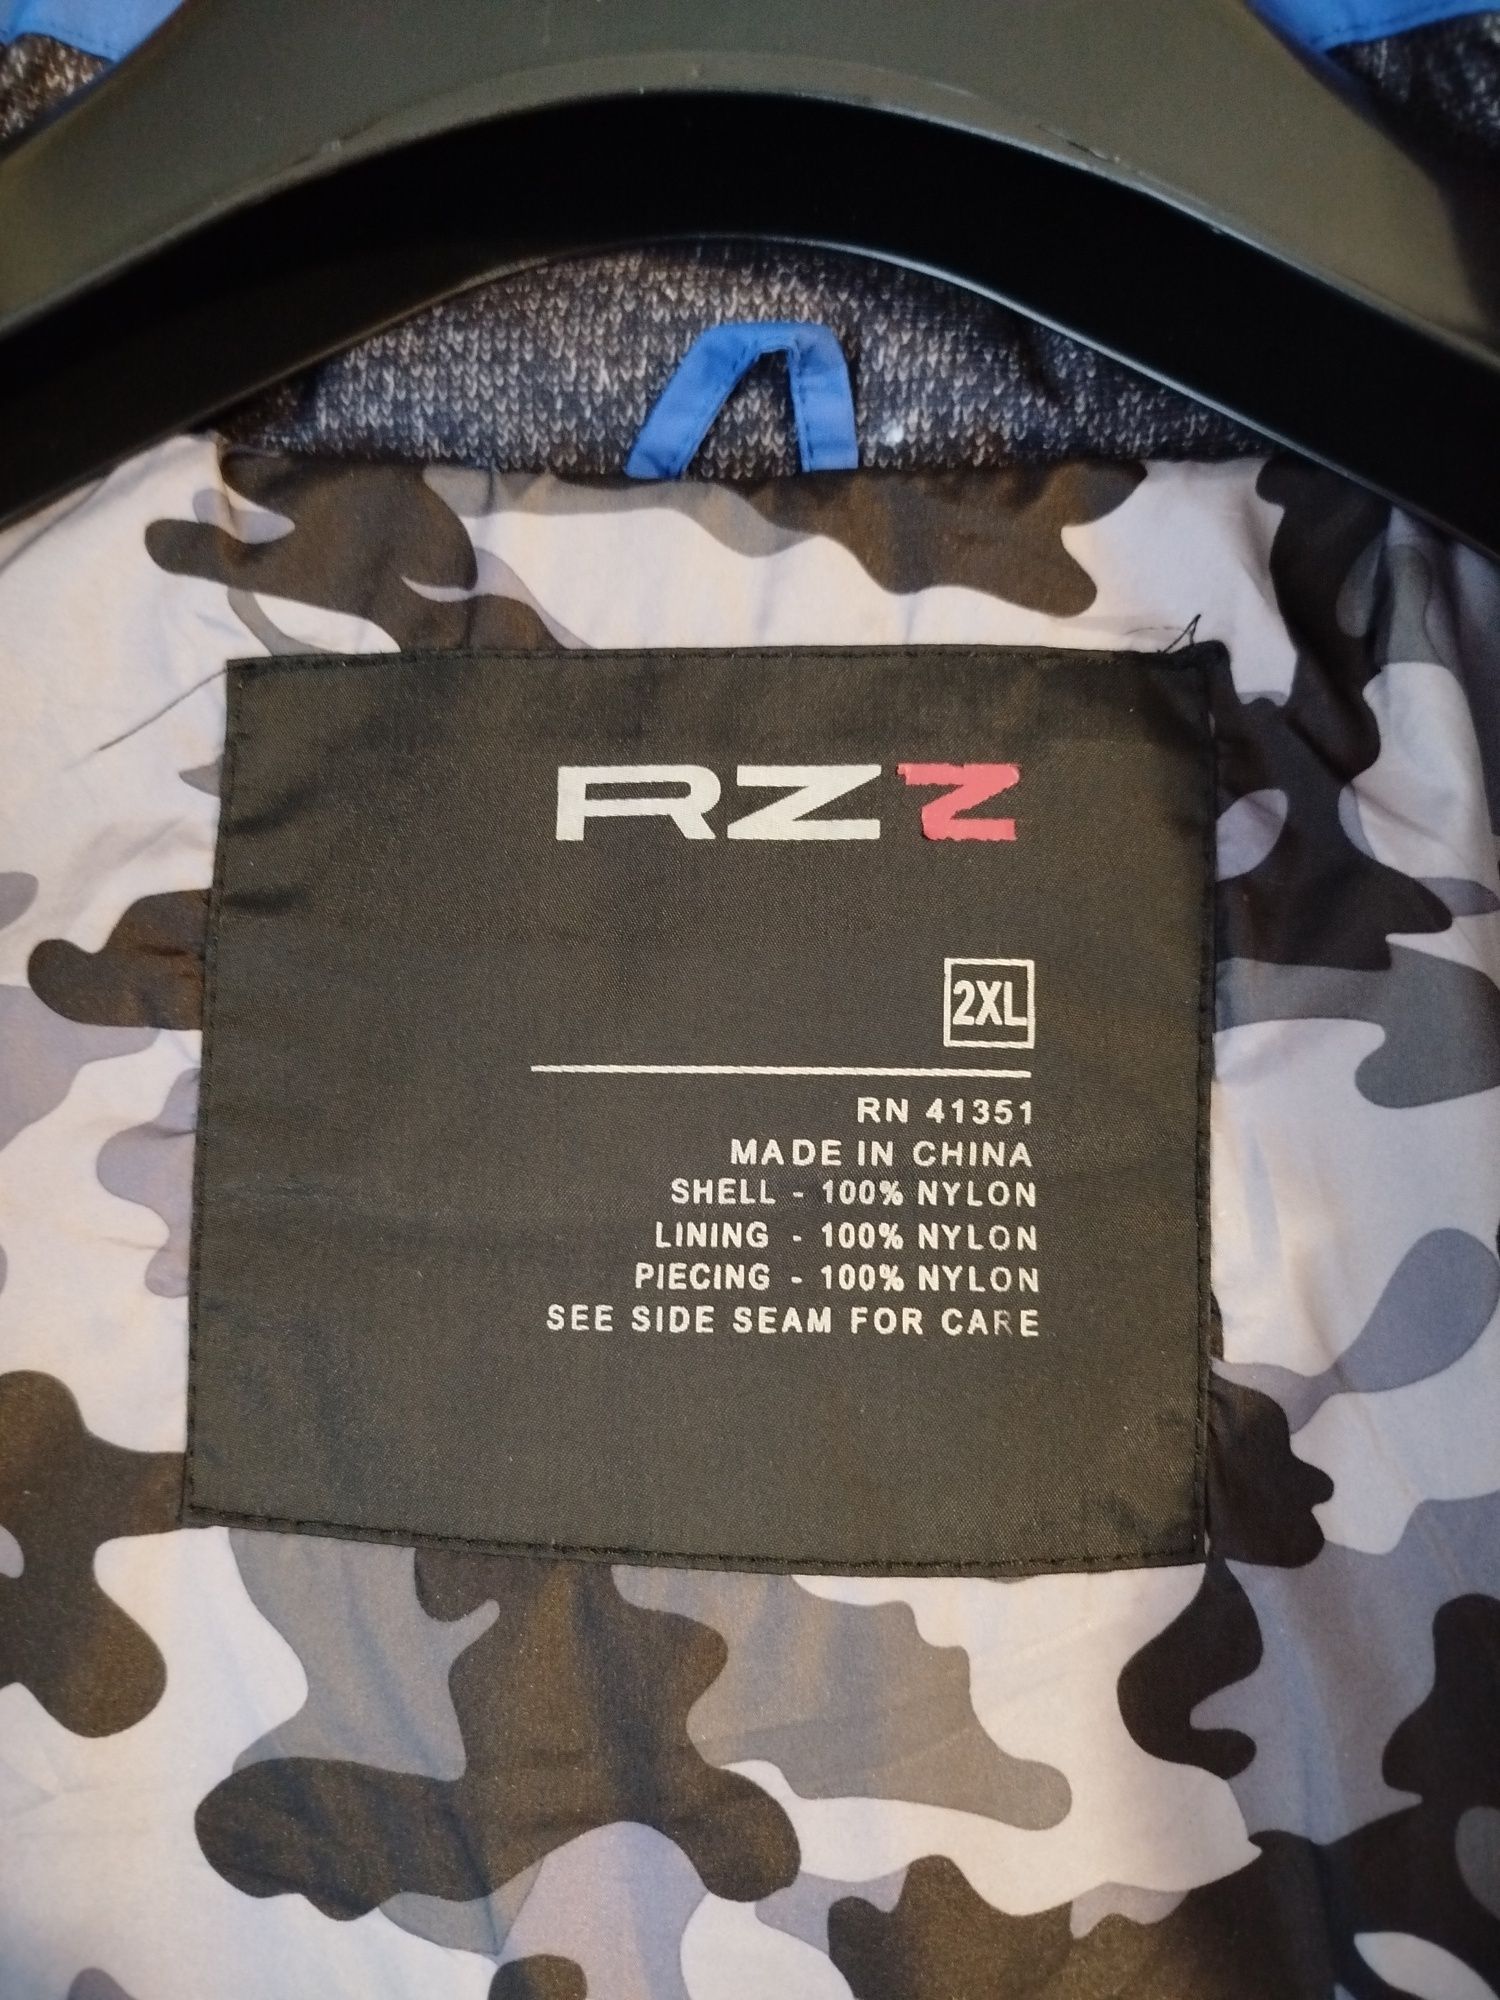 RZZ
2XL
RN 41351
MADE IN CHINA
SHELL - 100% NYLON
LINING - 100% NYLON
PIECING - 100% NYLON
SEE SIDE SEAM FOR CARE